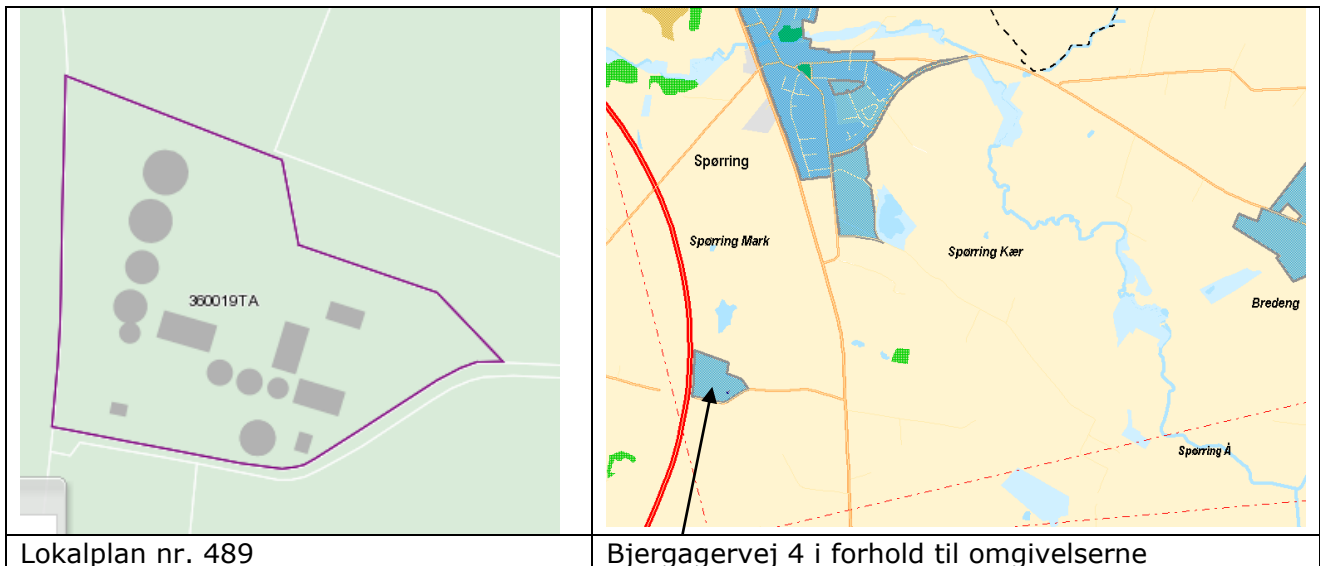 360019TA
Spørring
Spørring Mark
Spørring Kær
Bredeng
Spørring Å
Lokalplan nr. 489
Bjergagervej 4 i forhold til omgivelserne